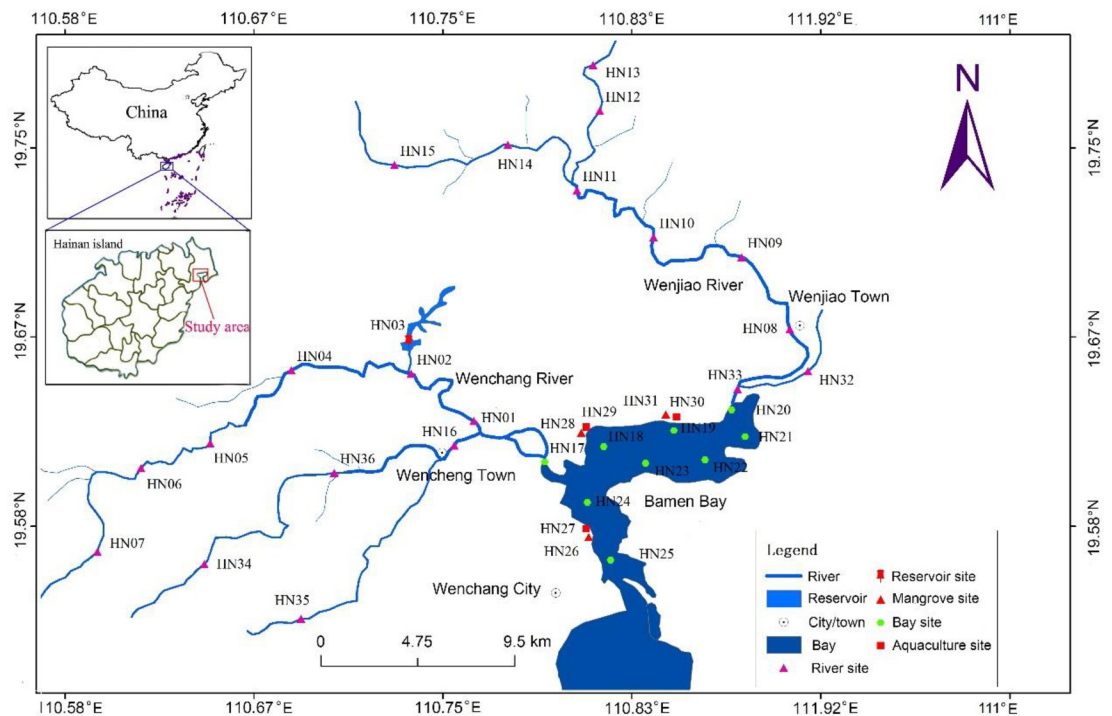 110.58°E 110.67°E 110.75°E 110.83°E 111.92°E 111°E
N
China
HN13
HN12
19.75°N
19.75°N
HN15
HN14
HN11
HN10
HN09
Hainan island
Study area
Wenjiao River
Wenjiao Town
HN03
HN08
19.67°N
19.67°N
HN04
HN02
Wenchang River
HN33
HN32
HN31
HN30
HN29
HN28
HN20
HN01
HN16
HN17
HN18
HN19
HN21
HN05
HN36
Wencheng Town
HN23
HN22
HN06
HN24
Bamen Bay
19.58°N
19.58°N
HN27
HN07
HN26
HN25
HN34
Wenchang City
HN35
0 4.75 9.5 km
Legend
River
Reservoir site
Reservoir
Mangrove site
City/town
Bay site
Bay
Aquaculture site
River site
110.58°E 110.67°E 110.75°E 110.83°E 111.92°E 111°E